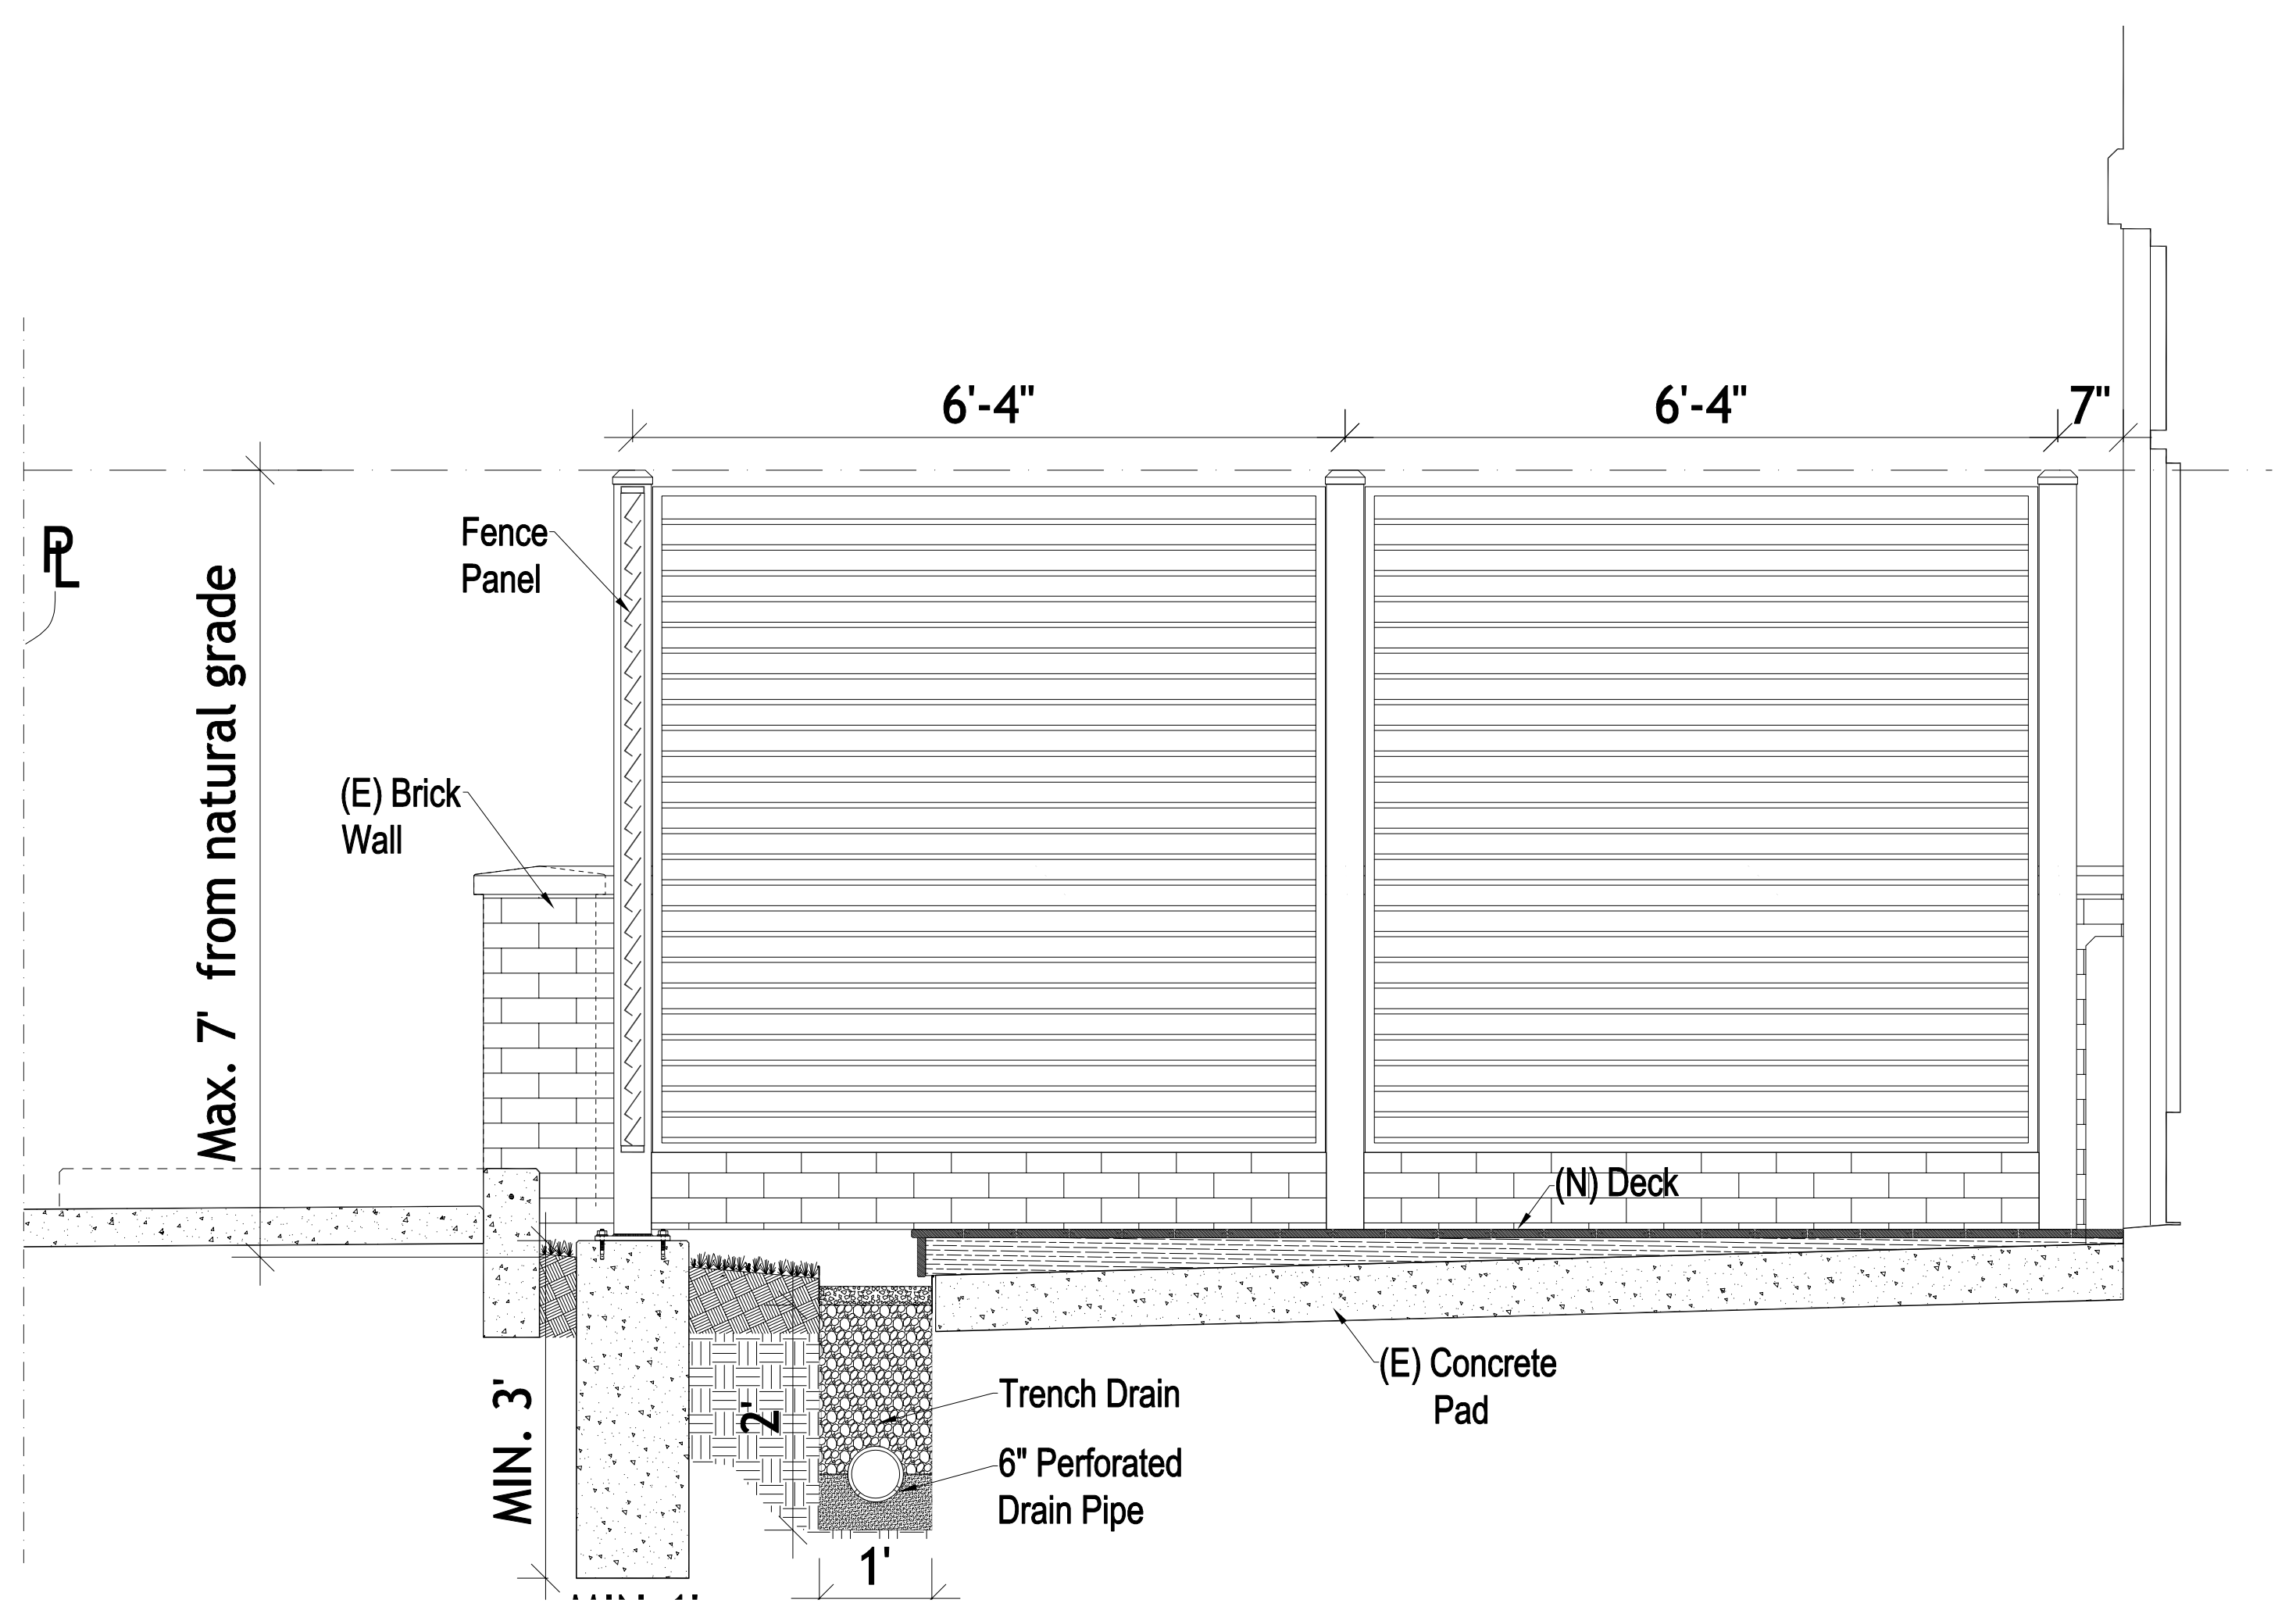 6'-4"
6'-4"
7"
PL
Fence
Panel
Max. 7' from natural grade
(E) Brick
Wall
(N) Deck
(E) Concrete
Pad
MIN. 3'
2'
Trench Drain
6" Perforated
Drain Pipe
1'